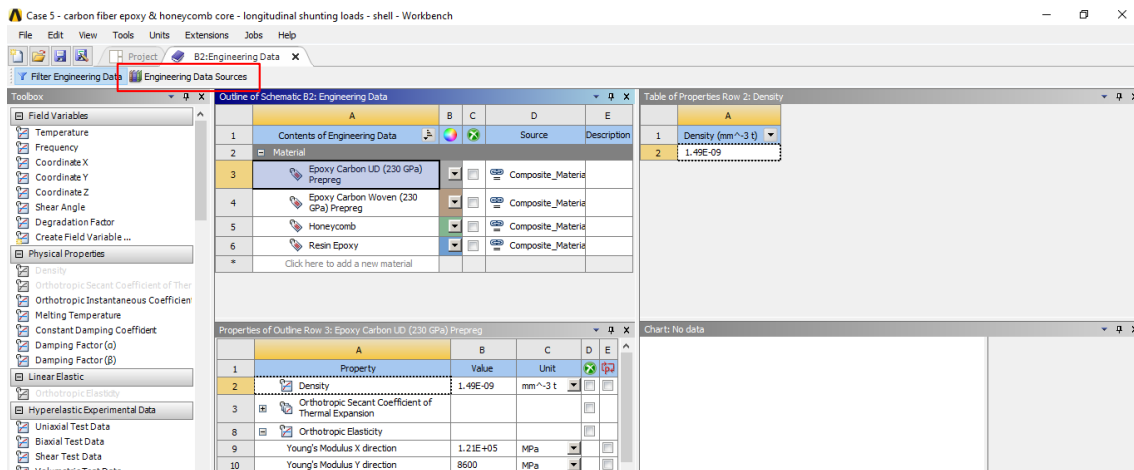 Case 5 - carbon fiber epoxy & honeycomb core - longitudinal shunting loads - shell - Workbench
File Edit View Tools Units Extensions Jobs Help
Project B2:Engineering Data
Filter Engineering Data Engineering Data Sources
Toolbox
Field Variables
Temperature
Frequency
Coordinate X
Coordinate Y
Coordinate Z
Shear Angle
Degradation Factor
Create Field Variable ...
Physical Properties
Density
Orthotropic Secant Coefficient of Ther
Orthotropic Instantaneous Coefficien
Melting Temperature
Constant Damping Coefficient
Damping Factor (α)
Damping Factor (β)
Linear Elastic
Orthotropic Elasticity
Hyperelastic Experimental Data
Uniaxial Test Data
Biaxial Test Data
Shear Test Data
Volumetric Test Data
Outline of Schematic B2: Engineering Data
A B C D E
1 Contents of Engineering Data Source Description
2 Material
3 Epoxy Carbon UD (230 GPa) Prepreg Composite_Materia
4 Epoxy Carbon Woven (230 GPa) Prepreg Composite_Materia
5 Honeycomb Composite_Materia
6 Resin Epoxy Composite_Materia
* Click here to add a new material
Properties of Outline Row 3: Epoxy Carbon UD (230 GPa) Prepreg
A B C D E
1 Property Value Unit
2 Density 1.49E-09 mm^-3 t
3 Orthotropic Secant Coefficient of Thermal Expansion
8 Orthotropic Elasticity
9 Young's Modulus X direction 1.21E+05 MPa
10 Young's Modulus Y direction 8600 MPa
Table of Properties Row 2: Density
A
1 Density (mm^-3 t)
2 1.49E-09
Chart: No data